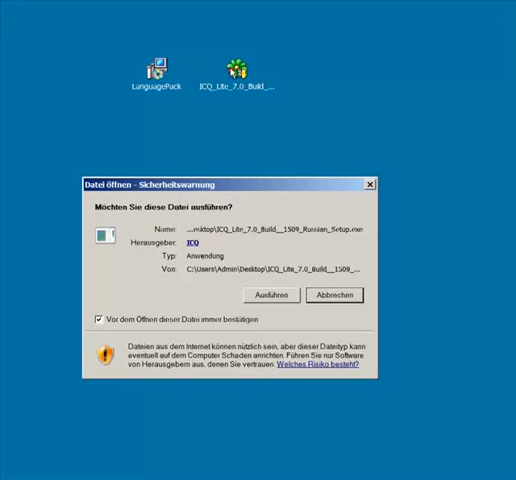 LanguagePack
ICQ_Lite_7.0_Build_...
Datei öffnen - Sicherheitswarnung
Möchten Sie diese Datei ausführen?
Name: ...esktop\ICQ_Lite_7.0_Build__1509_Russian_Setup.exe
Herausgeber: ICQ
Typ: Anwendung
Von: C:\Users\Admin\Desktop\ICQ_Lite_7.0_Build__1509_...
Ausführen
Abbrechen
Vor dem Öffnen dieser Datei immer bestätigen
Dateien aus dem Internet können nützlich sein, aber dieser Dateityp kann
eventuell auf dem Computer Schaden anrichten. Führen Sie nur Software
von Herausgebern aus, denen Sie vertrauen. Welches Risiko besteht?